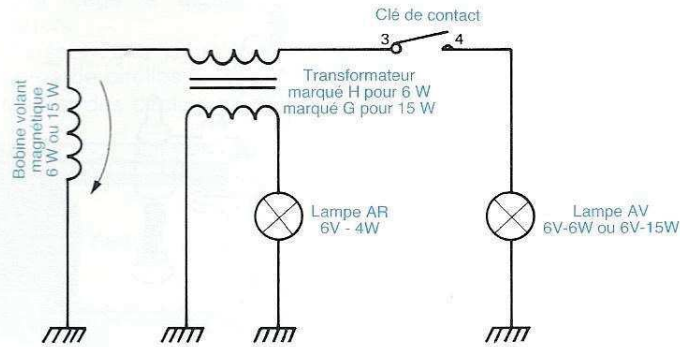 Clé de contact
3 4
Transformateur
marqué H pour 6 W
marqué G pour 15 W
Bobine volant
magnétique
6 W ou 15 W
Lampe AR
6V - 4W
Lampe AV
6V-6W ou 6V-15W